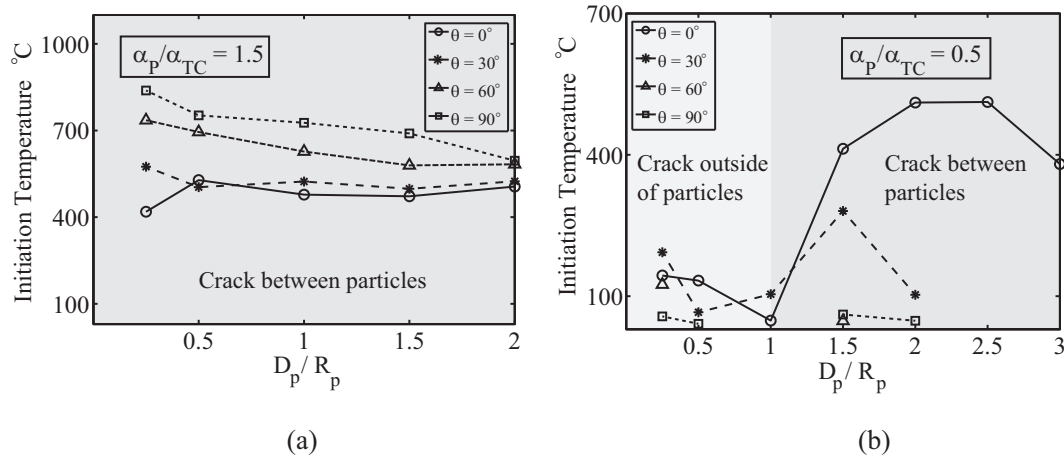 1100
700
400
100
Initiation Temperature °C
α_P/α_TC = 1.5
θ = 0°
θ = 30°
θ = 60°
θ = 90°
Crack between particles
0.5
1
1.5
2
D_p/ R_p
(a)
700
400
100
Initiation Temperature °C
θ = 0°
θ = 30°
θ = 60°
θ = 90°
α_P/α_TC = 0.5
Crack outside
of particles
Crack between
particles
0.5
1
1.5
2
2.5
3
D_p/ R_p
(b)